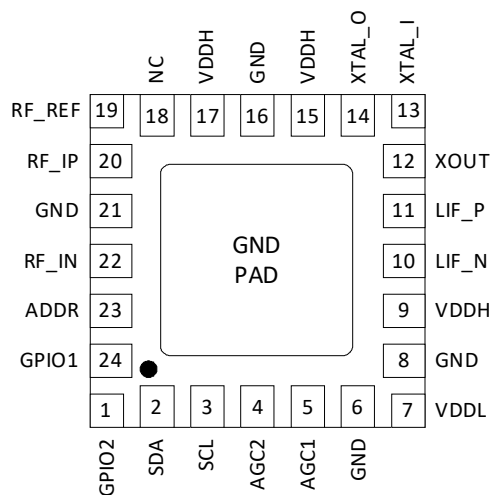 NC
VDDH
GND
VDDH
XTAL_O
XTAL_I
RF_REF 19 18 17 16 15 14 13
RF_IP 20 12 XOUT
GND 21 11 LIF_P
RF_IN 22 10 LIF_N
ADDR 23 9 VDDH
GPIO1 24 8 GND
GND
PAD
1 2 3 4 5 6 7 VDDL
GPIO2
SDA
SCL
AGC2
AGC1
GND